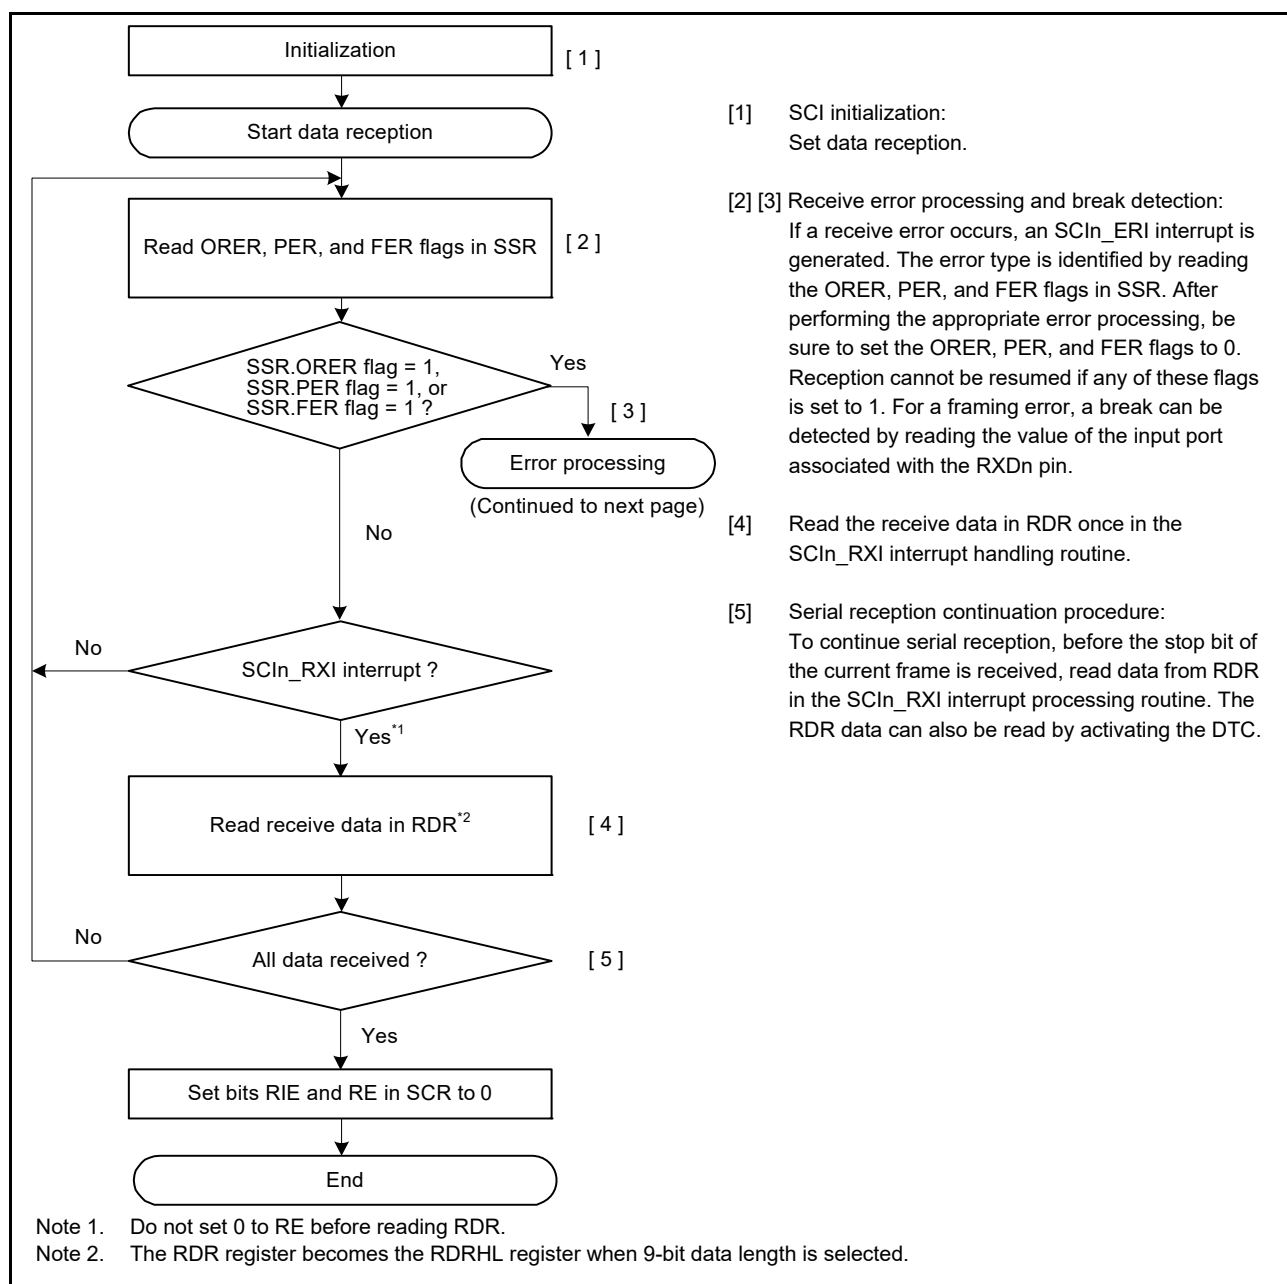 Initialization
[ 1 ]
Start data reception
Read ORER, PER, and FER flags in SSR
[ 2 ]
SSR.ORER flag = 1,
SSR.PER flag = 1, or
SSR.FER flag = 1 ?
Yes
[ 3 ]
Error processing
(Continued to next page)
No
SCIn_RXI interrupt ?
No
Yes*1
Read receive data in RDR*2
[ 4 ]
All data received ?
No
[ 5 ]
Yes
Set bits RIE and RE in SCR to 0
End
[1] SCI initialization:
Set data reception.
[2] [3] Receive error processing and break detection:
If a receive error occurs, an SCIn_ERI interrupt is
generated. The error type is identified by reading
the ORER, PER, and FER flags in SSR. After
performing the appropriate error processing, be
sure to set the ORER, PER, and FER flags to 0.
Reception cannot be resumed if any of these flags
is set to 1. For a framing error, a break can be
detected by reading the value of the input port
associated with the RXDn pin.
[4] Read the receive data in RDR once in the
SCIn_RXI interrupt handling routine.
[5] Serial reception continuation procedure:
To continue serial reception, before the stop bit of
the current frame is received, read data from RDR
in the SCIn_RXI interrupt processing routine. The
RDR data can also be read by activating the DTC.
Note 1. Do not set 0 to RE before reading RDR.
Note 2. The RDR register becomes the RDRHL register when 9-bit data length is selected.